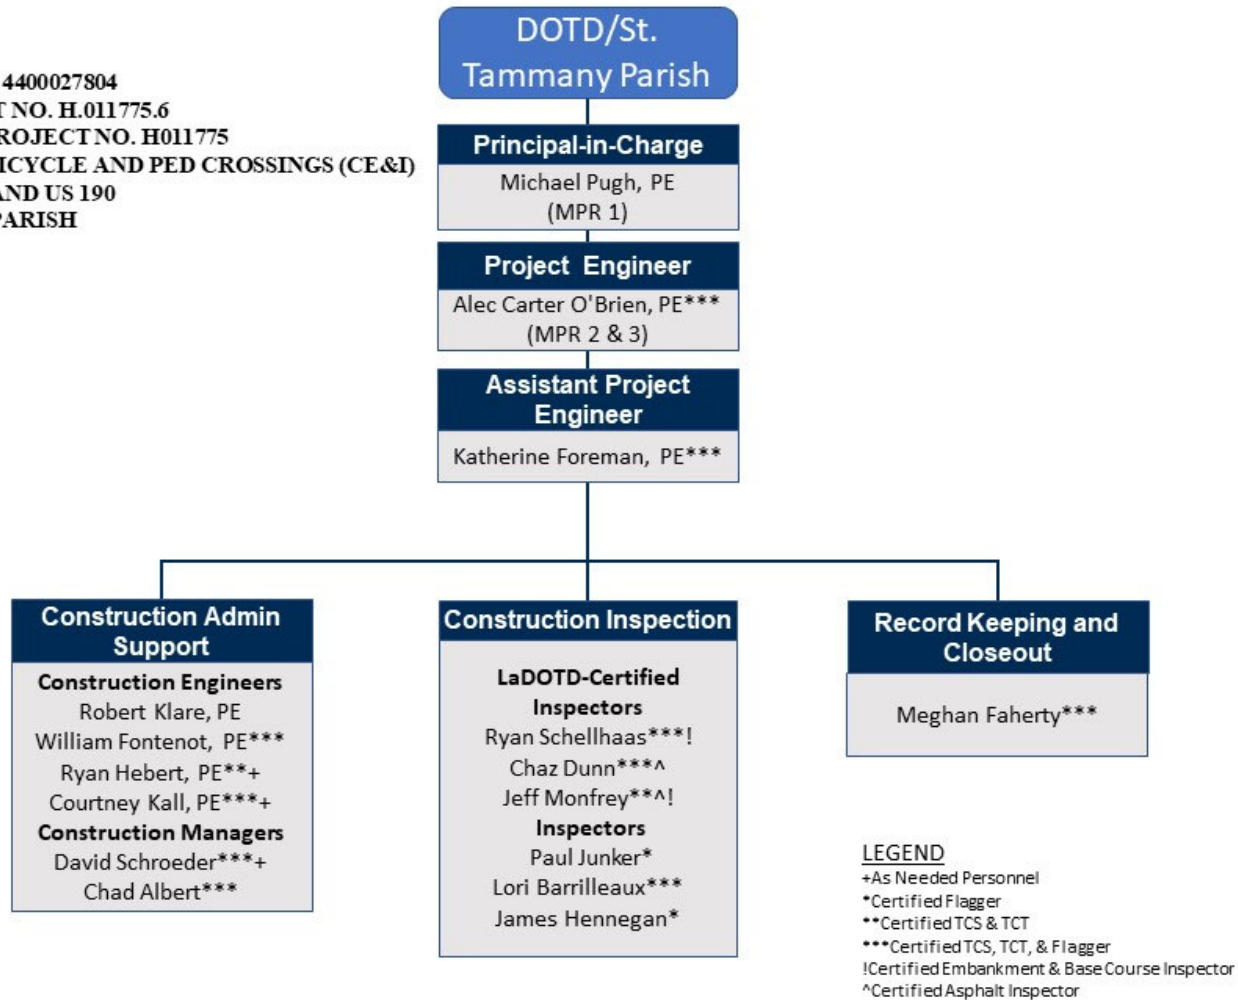 DOTD/St.
Tammany Parish
4400027804
NO. H.011775.6
NO. H011775
AND PED CROSSINGS (CE&I)
AND US 190
PARISH
Principal-in-Charge
Michael Pugh, PE
(MPR 1)
Project Engineer
Alec Carter O'Brien, PE***
(MPR 2 & 3)
Assistant Project
Engineer
Katherine Foreman, PE***
Construction Admin
Support
Construction Engineers
Robert Klare, PE
William Fontenot, PE***
Ryan Hebert, PE**+
Courtney Kall, PE***+
Construction Managers
David Schroeder***+
Chad Albert***
Construction Inspection
LaDOTD-Certified
Inspectors
Ryan Schellhaas***!
Chaz Dunn***^
Jeff Monfrey**^!
Inspectors
Paul Junker*
Lori Barrilleaux***
James Hennegan*
Record Keeping and
Closeout
Meghan Faherty***
LEGEND
+As Needed Personnel
*Certified Flagger
**Certified TCS & TCT
***Certified TCS, TCT, & Flagger
!Certified Embankment & Base Course Inspector
^Certified Asphalt Inspector